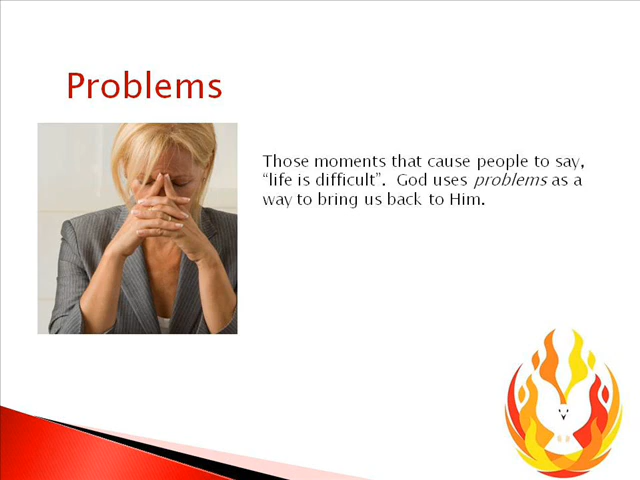 Problems
Those moments that cause people to say,
“life is difficult”.  God uses problems as a
way to bring us back to Him.